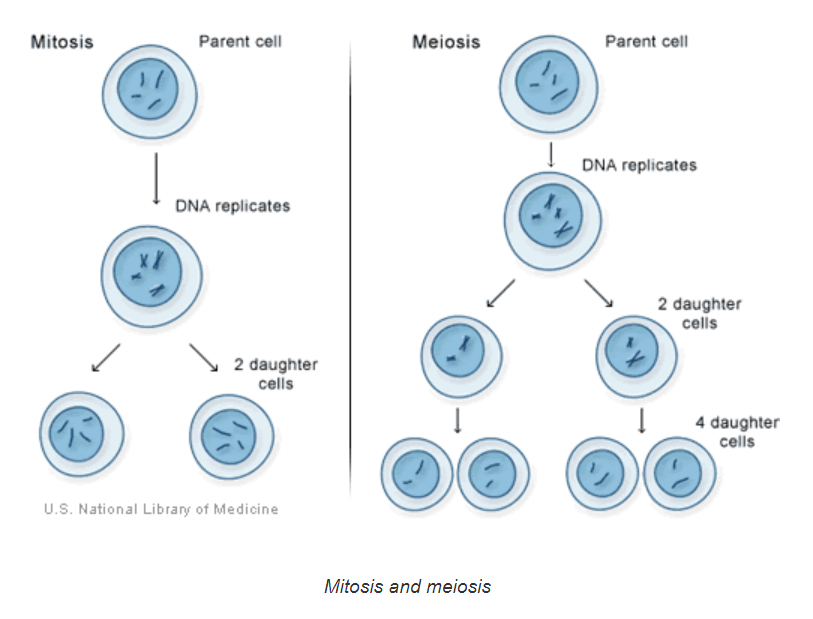 Mitosis
Parent cell
DNA replicates
2 daughter
cells
U.S. National Library of Medicine
Meiosis
Parent cell
DNA replicates
2 daughter
cells
4 daughter
cells
Mitosis and meiosis